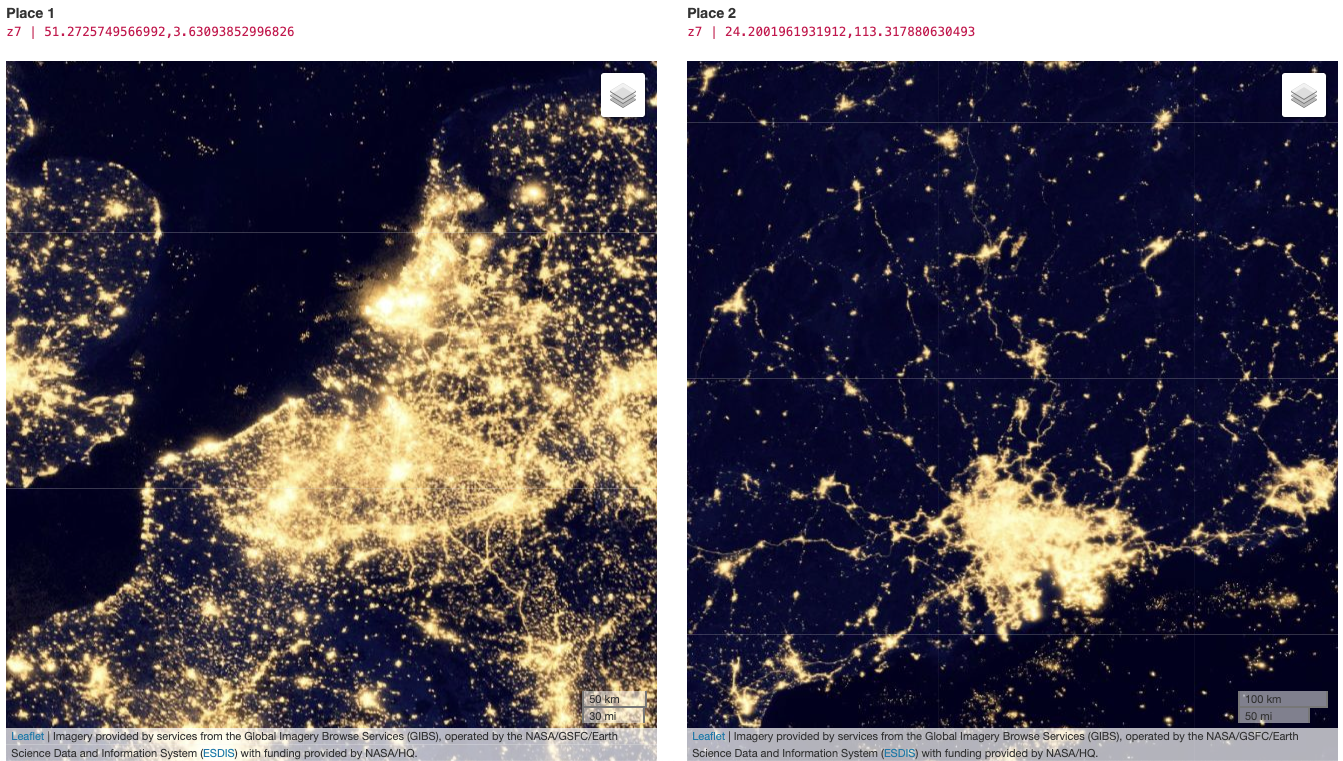 Place 1
z7 | 51.2725749566992,3.63093852996826
50 km
30 mi
Leaflet | Imagery provided by services from the Global Imagery Browse Services (GIBS), operated by the NASA/GSFC/Earth
Science Data and Information System (ESDIS) with funding provided by NASA/HQ.
Place 2
z7 | 24.2001961931912,113.317880630493
100 km
50 mi
Leaflet | Imagery provided by services from the Global Imagery Browse Services (GIBS), operated by the NASA/GSFC/Earth
Science Data and Information System (ESDIS) with funding provided by NASA/HQ.